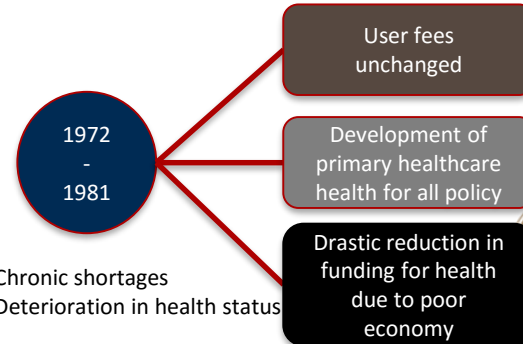 User fees
unchanged
1972
-
1981
Development of
primary healthcare
health for all policy
Drastic reduction in
funding for health
due to poor
economy
Chronic shortages
Deterioration in health status